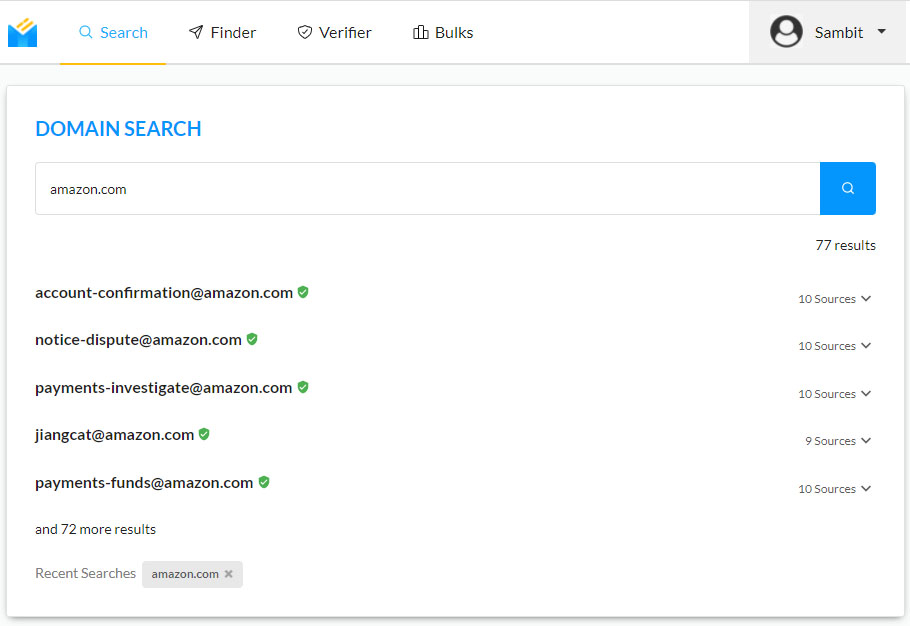 Search Finder Verifier Bulks Sambit
DOMAIN SEARCH
amazon.com
77 results
account-confirmation@amazon.com 10 Sources
notice-dispute@amazon.com 10 Sources
payments-investigate@amazon.com 10 Sources
jiangcat@amazon.com 9 Sources
payments-funds@amazon.com 10 Sources
and 72 more results
Recent Searches amazon.com ×